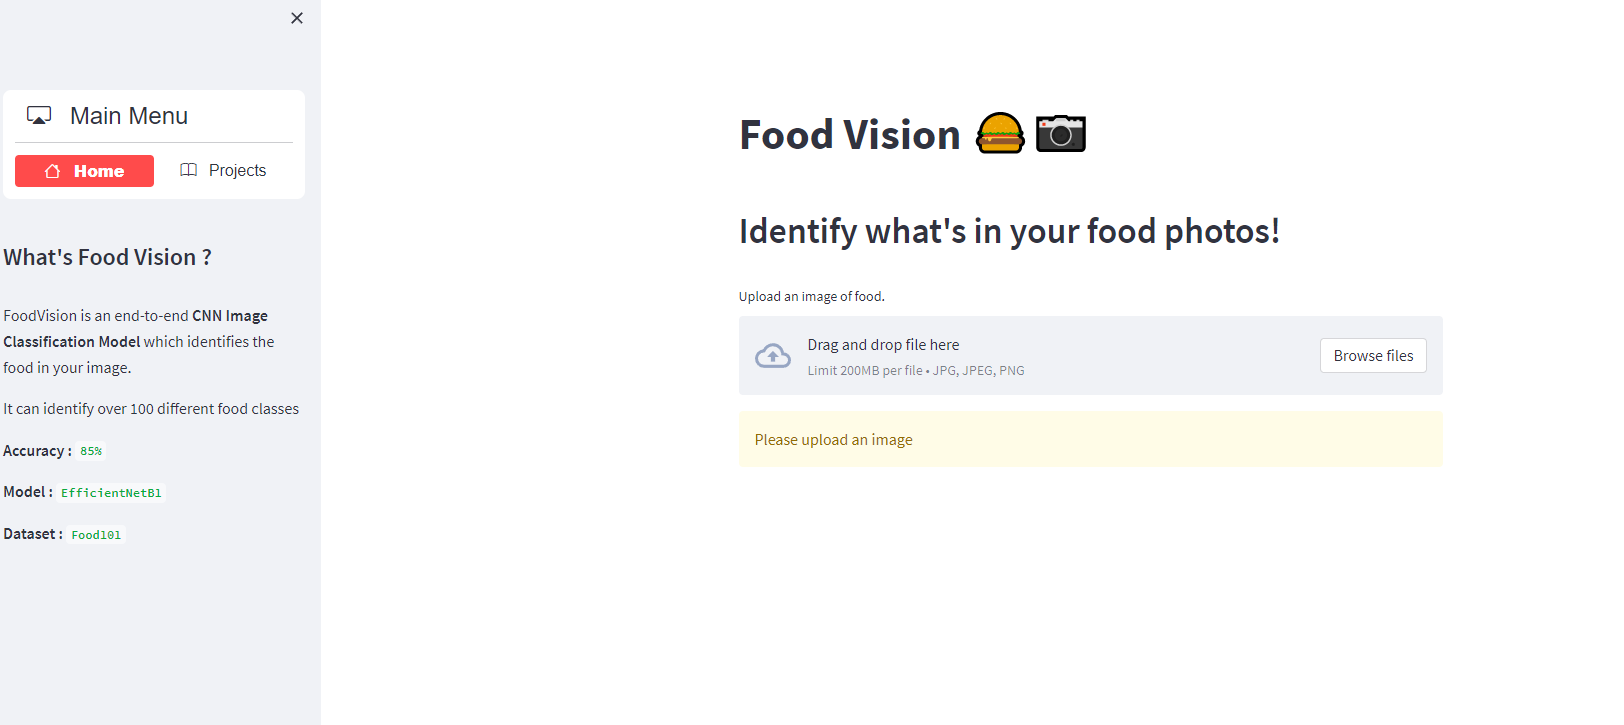 Main Menu
Home
Projects
What's Food Vision ?
FoodVision is an end-to-end CNN Image
Classification Model which identifies the
food in your image.
It can identify over 100 different food classes
Accuracy : 85%
Model : EfficientNetB1
Dataset : Food101
Food Vision 🍔📷
Identify what's in your food photos!
Upload an image of food.
Drag and drop file here
Limit 200MB per file • JPG, JPEG, PNG
Browse files
Please upload an image